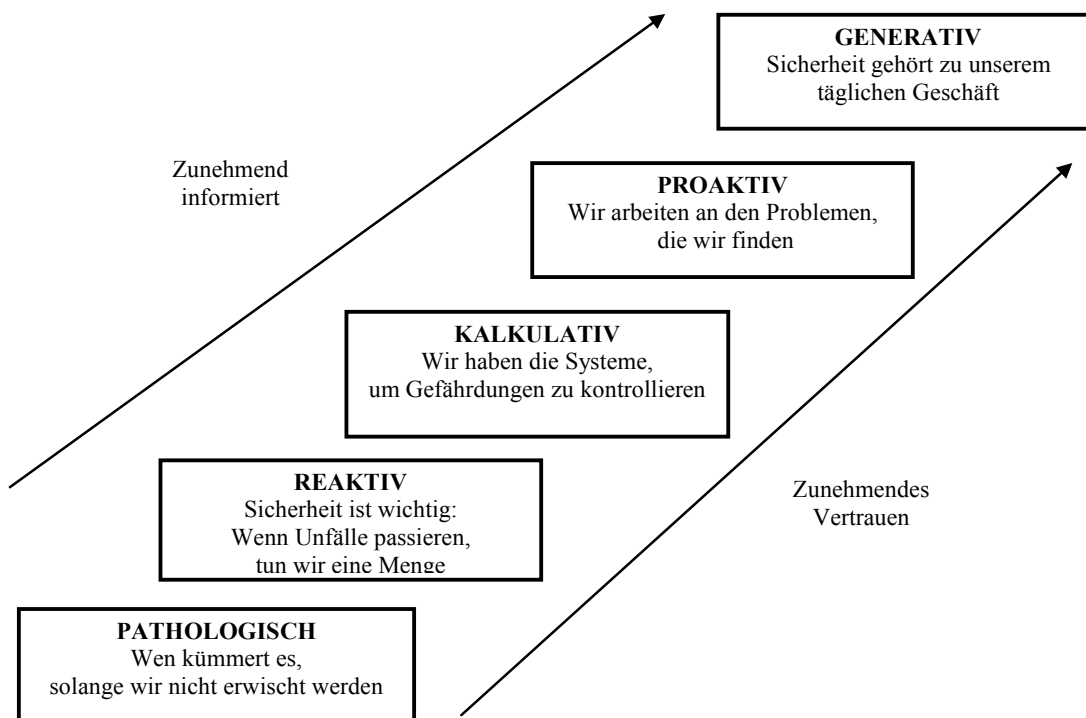 GENERATIV
Sicherheit gehört zu unserem
täglichen Geschäft
Zunehmend
informiert
PROAKTIV
Wir arbeiten an den Problemen,
die wir finden
KALKULATIV
Wir haben die Systeme,
um Gefährdungen zu kontrollieren
REAKTIV
Sicherheit ist wichtig:
Wenn Unfälle passieren,
tun wir eine Menge
Zunehmendes
Vertrauen
PATHOLOGISCH
Wen kümmert es,
solange wir nicht erwischt werden